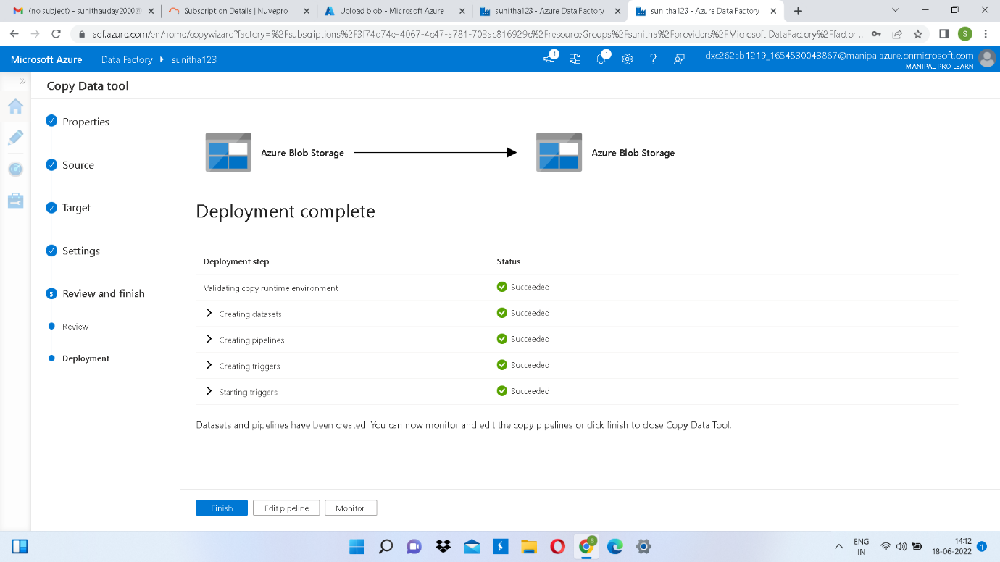 (no subject) - sunithauday2000@
Subscription Details | Nuvepro
Upload blob - Microsoft Azure
sunitha123 - Azure Data Factory
sunitha123 - Azure Data Factory
adf.azure.com/en/home/copywizard?factory=%2Fsubscriptions%2F3f74d74e-4067-4c47-a781-703ac816929c%2FresourceGroups%2Fsunitha%2Fproviders%2FMicrosoft.DataFactory%2Ffactor...
S
Microsoft Azure
Data Factory
sunitha123
1
1
dxc262ab1219_1654530043867@manipalazure.onmicrosoft.com
MANIPAL PRO LEARN
Copy Data tool
Properties
Source
Target
Settings
5
Review and finish
Review
Deployment
Azure Blob Storage
Azure Blob Storage
Deployment complete
Deployment step Status
Validating copy runtime environment Succeeded
Creating datasets Succeeded
Creating pipelines Succeeded
Creating triggers Succeeded
Starting triggers Succeeded
Datasets and pipelines have been created. You can now monitor and edit the copy pipelines or click finish to close Copy Data Tool.
Finish
Edit pipeline
Monitor
S
ENG
IN
14:12
18-06-2022
1